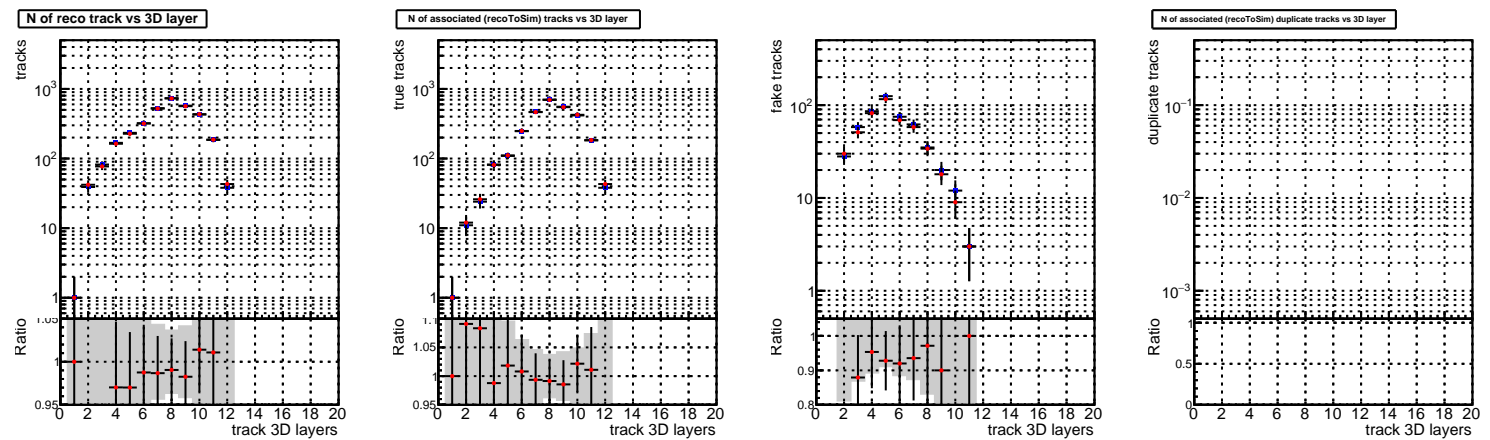 N of reco track vs 3D layer
tracks
10³
10²
10
1
Ratio
1.05
1
0.95
0 2 4 6 8 10 12 14 16 18 20
track 3D layers
N of associated (recoToSim) tracks vs 3D layer
true tracks
10³
10²
10
1
Ratio
1.1
1.05
1
0.95
0 2 4 6 8 10 12 14 16 18 20
track 3D layers
fake tracks
10²
10
1
Ratio
1
0.9
0.8
0 2 4 6 8 10 12 14 16 18 20
track 3D layers
N of associated (recoToSim) duplicate tracks vs 3D layer
duplicate tracks
10⁻¹
10⁻²
10⁻³
Ratio
1
0.5
0
0 2 4 6 8 10 12 14 16 18 20
track 3D layers